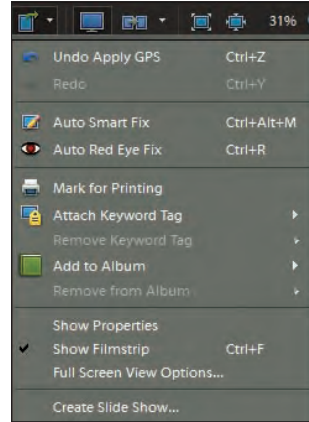 31%
Undo Apply GPS Ctrl+Z
Redo Ctrl+Y
Auto Smart Fix Ctrl+Alt+M
Auto Red Eye Fix Ctrl+R
Mark for Printing
Attach Keyword Tag
Remove Keyword Tag
Add to Album
Remove from Album
Show Properties
Show Filmstrip Ctrl+F
Full Screen View Options...
Create Slide Show...